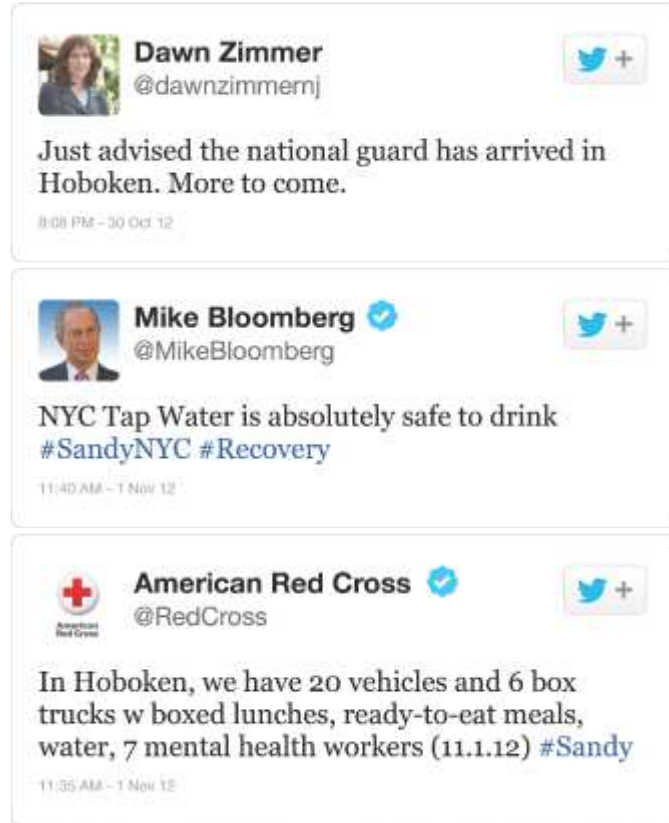 Dawn Zimmer
@dawnzimmernj
+
Just advised the national guard has arrived in
Hoboken. More to come.
8:08 PM - 30 Oct 12
Mike Bloomberg
@MikeBloomberg
+
NYC Tap Water is absolutely safe to drink
#SandyNYC #Recovery
11:40 AM - 1 Nov 12
American Red Cross
@RedCross
+
American
Red Cross
In Hoboken, we have 20 vehicles and 6 box
trucks w boxed lunches, ready-to-eat meals,
water, 7 mental health workers (11.1.12) #Sandy
11:35 AM - 1 Nov 12